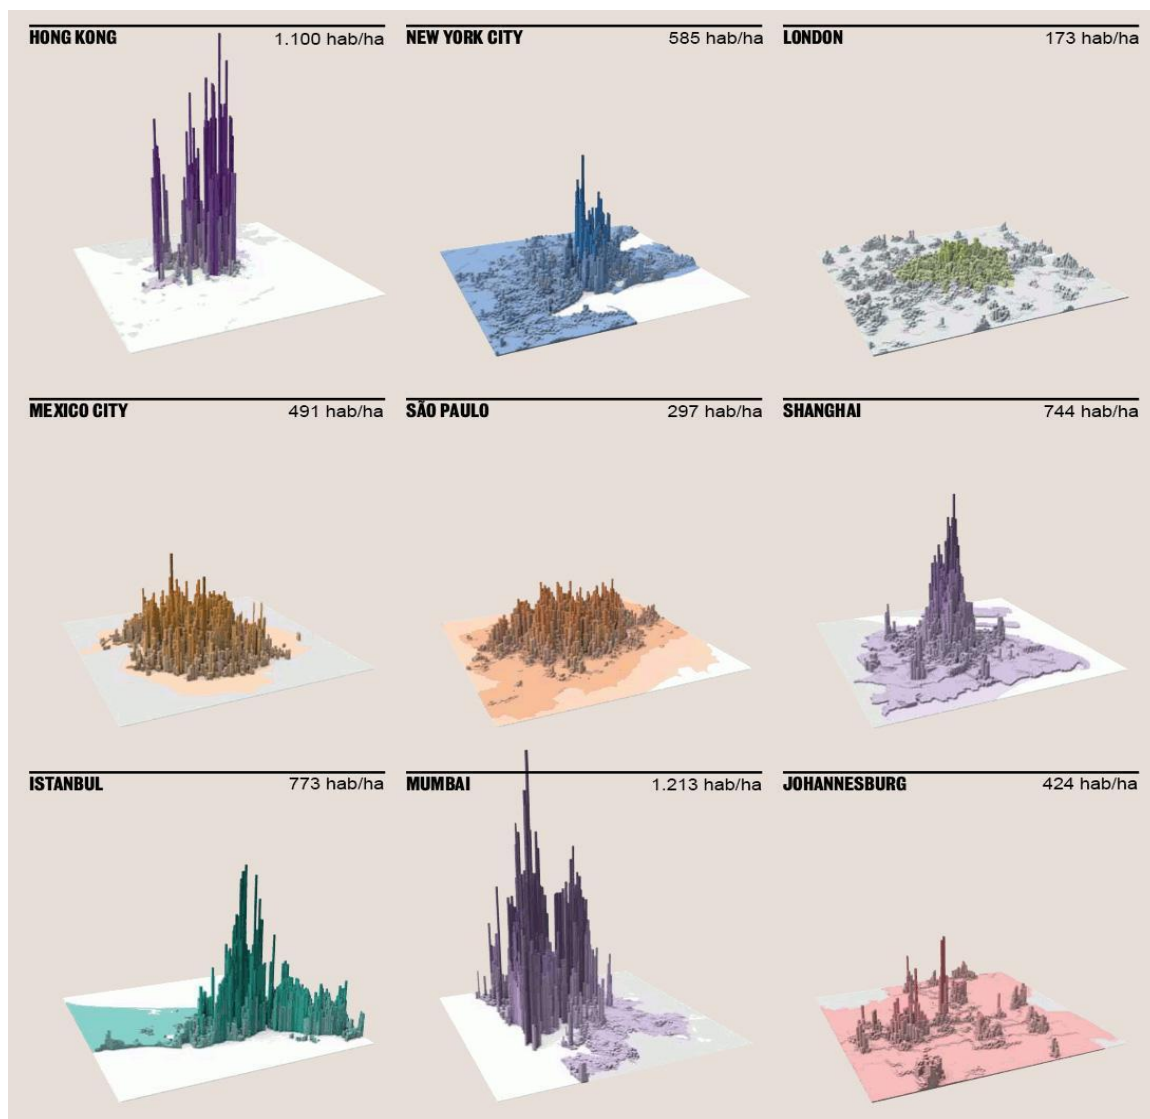 HONG KONG 1.100 hab/ha
NEW YORK CITY 585 hab/ha
LONDON 173 hab/ha
MEXICO CITY 491 hab/ha
SÃO PAULO 297 hab/ha
SHANGHAI 744 hab/ha
ISTANBUL 773 hab/ha
MUMBAI 1.213 hab/ha
JOHANNESBURG 424 hab/ha